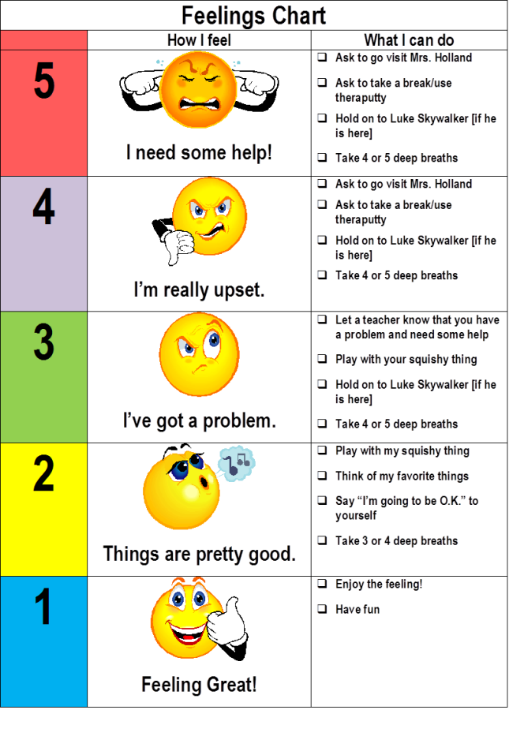 Feelings Chart
How I feel
What I can do
5
I need some help!
❑ Ask to go visit Mrs. Holland
❑ Ask to take a break/use
theraputty
❑ Hold on to Luke Skywalker [if he
is here]
❑ Take 4 or 5 deep breaths
4
I'm really upset.
❑ Ask to go visit Mrs. Holland
❑ Ask to take a break/use
theraputty
❑ Hold on to Luke Skywalker [if he
is here]
❑ Take 4 or 5 deep breaths
3
I've got a problem.
❑ Let a teacher know that you have
a problem and need some help
❑ Play with your squishy thing
❑ Hold on to Luke Skywalker [if he
is here]
❑ Take 4 or 5 deep breaths
2
Things are pretty good.
❑ Play with my squishy thing
❑ Think of my favorite things
❑ Say “I'm going to be O.K.” to
yourself
❑ Take 3 or 4 deep breaths
1
Feeling Great!
❑ Enjoy the feeling!
❑ Have fun